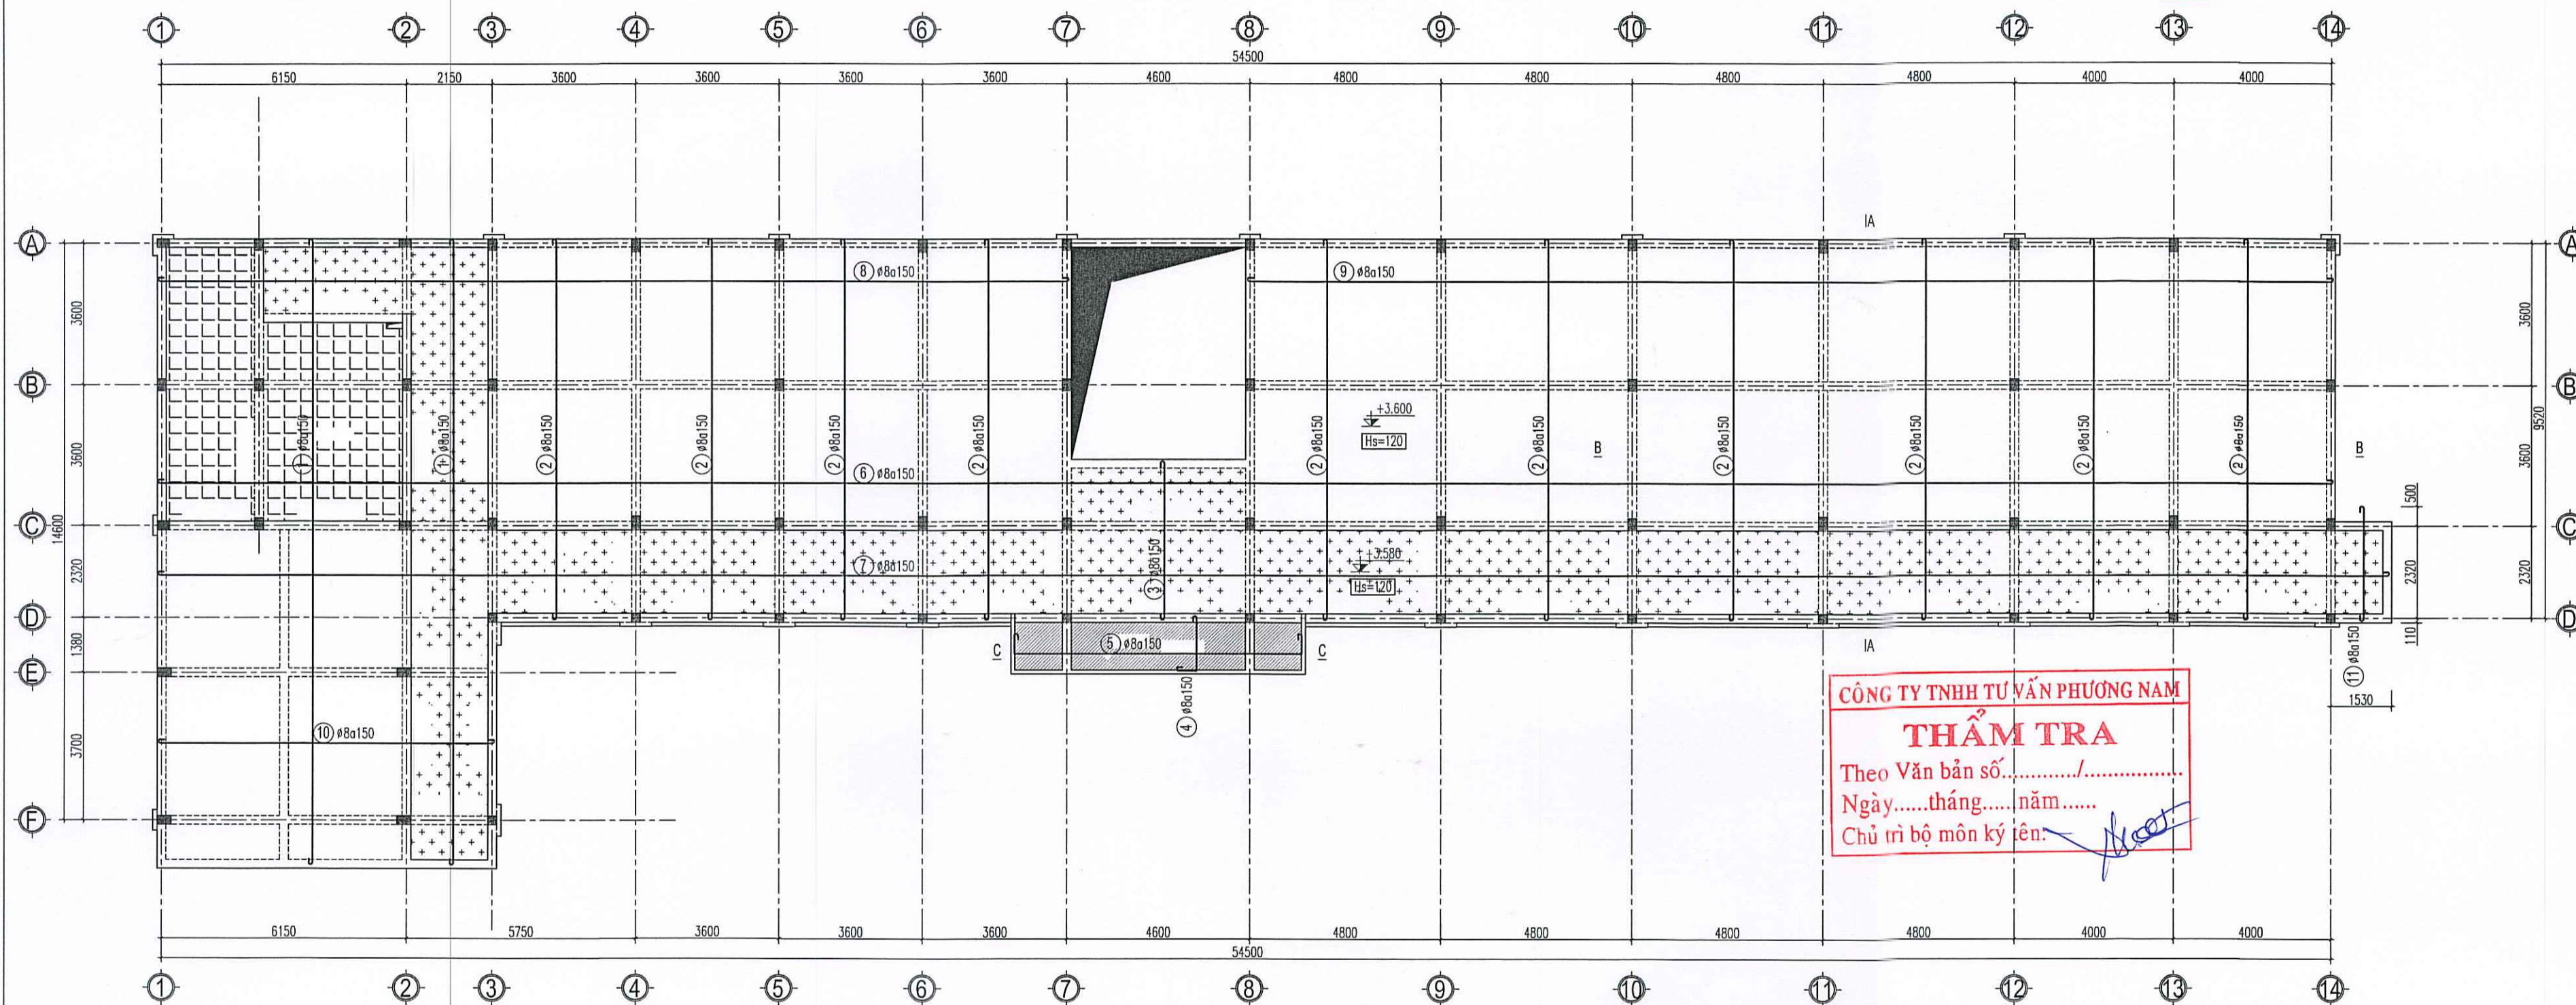 1 2 3 4 5 6 7 8 9 10 11 12 13 14
54500
6150 2150 3600 3600 3600 3600 4600 4800 4800 4800 4800 4000 4000
IA
A A
8 ø8a150 9 ø8a150
3600 3600
B B
+3.600
Hs=120
1 ø8a150 1 ø8a150 2 ø8a150 2 ø8a150 2 ø8a150 2 ø8a150 2 ø8a150 2 ø8a150 2 ø8a150 2 ø8a150 2 ø8a150 2 ø8a150
B B
3600 3600 9520
6 ø8a150
500
C C
14600
+3.580
Hs=120
7 ø8a150
3 ø8a150
2320 2320 2320
D D
1380 110
C 5 ø8a150 C
IA
E
11 ø8a150
1530
4 ø8a150
10 ø8a150
3700
F
CÔNG TY TNHH TƯ VẤN PHƯƠNG NAM
THẨM TRA
Theo Văn bản số............./..................
Ngày......tháng......năm......
Chủ trì bộ môn ký tên:
6150 5750 3600 3600 3600 4600 4800 4800 4800 4800 4000 4000
54500
1 2 3 4 5 6 7 8 9 10 11 12 13 14